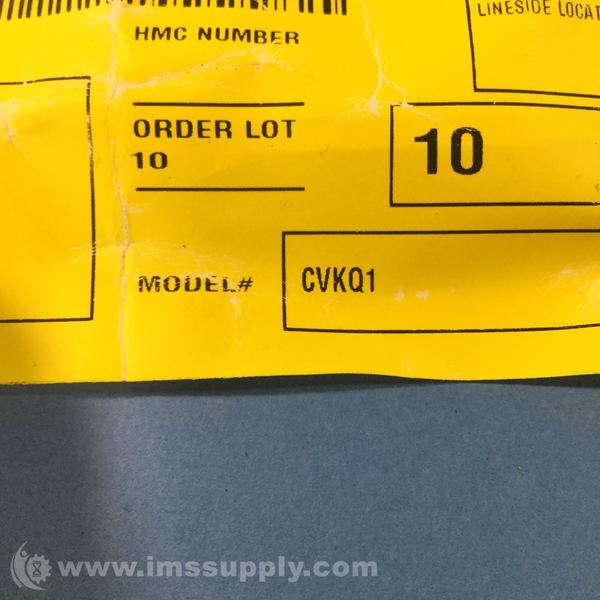 LINESIDE LOCAT
HMC NUMBER
ORDER LOT
10
10
MODEL#
CVKQ1
www.imssupply.com